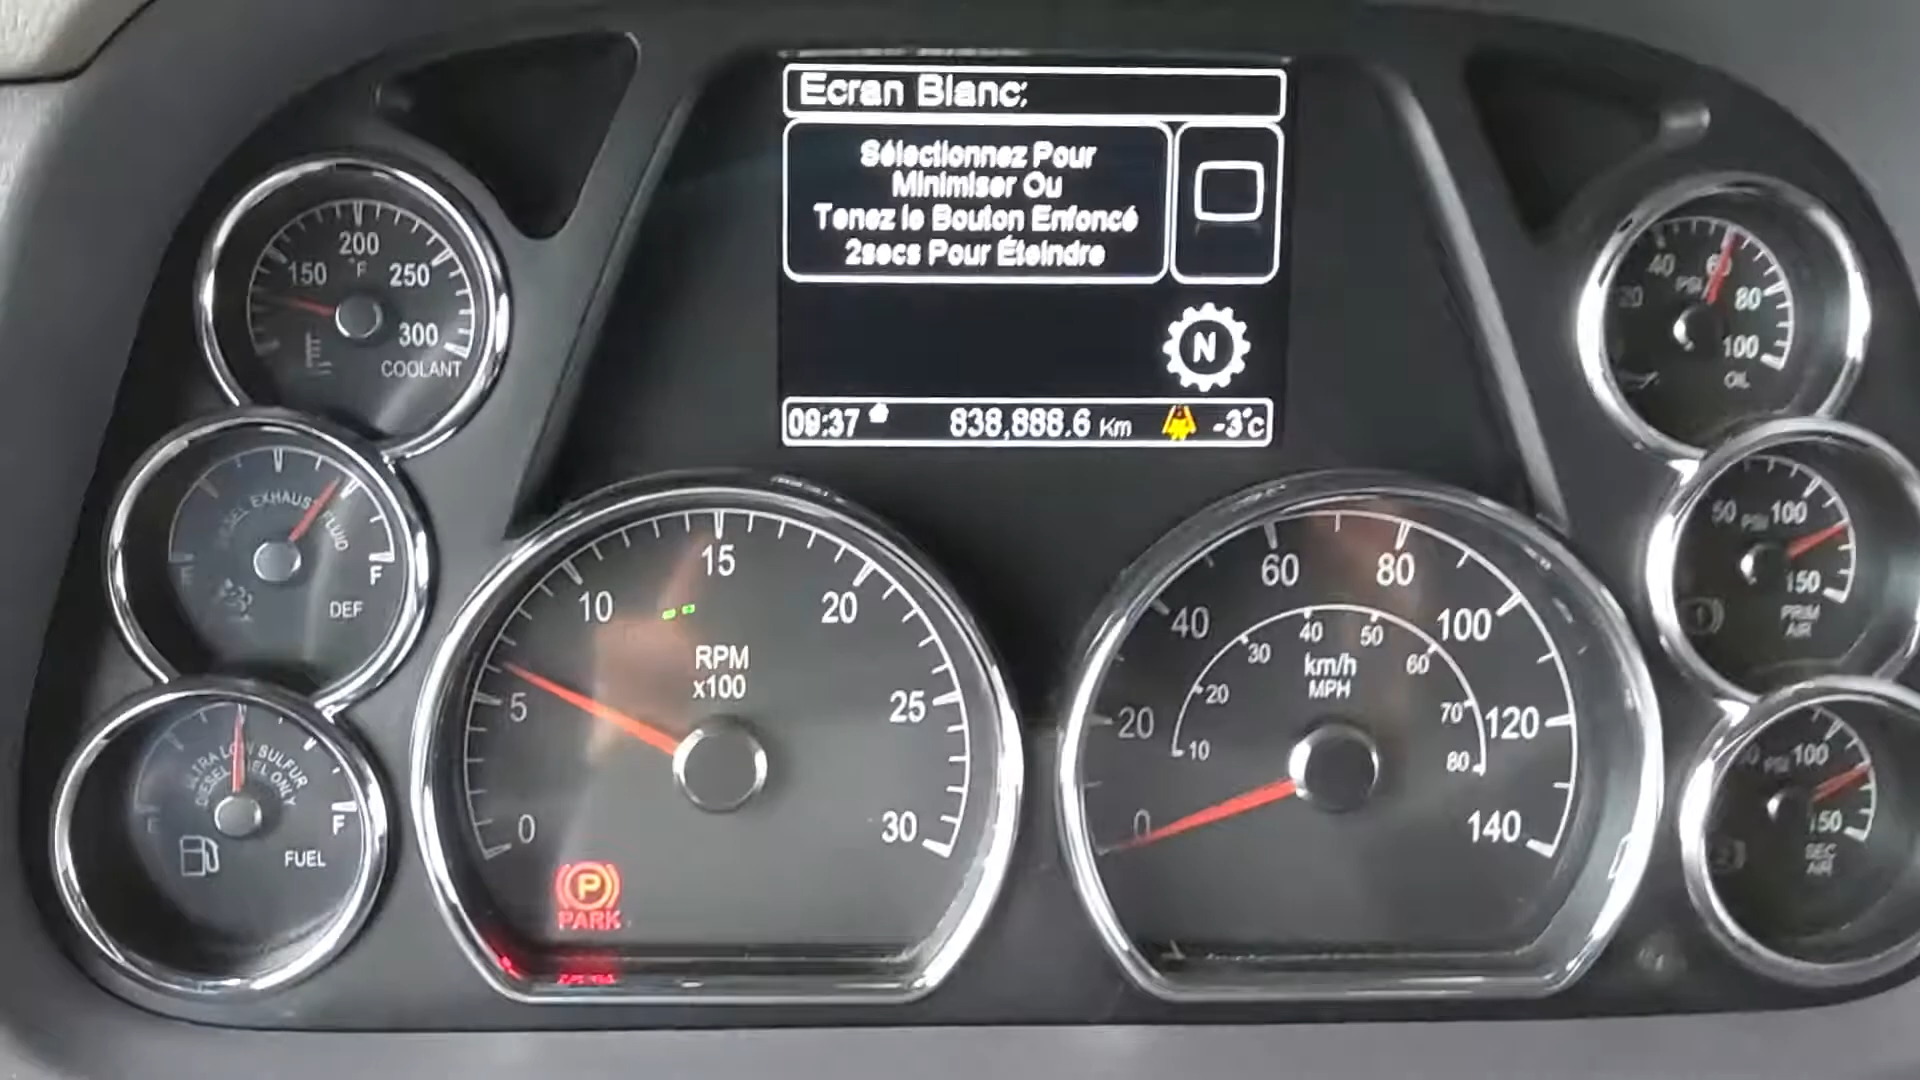 Ecran Blanc:
Sélectionnez Pour
Minimiser Ou
Tenez le Bouton Enfoncé
2secs Pour Éteindre
N
09:37 838,888.6 Km -3°c
150 200 250 300
°F
COOLANT
EXHAUST FLUID
F
DEF
ULTRA LOW SULFUR
DIESEL FUEL ONLY
F
FUEL
0 5 10 15 20 25 30
RPM
x100
P
PARK
0 20 40 60 80 100 120 140
km/h
MPH
10 20 30 40 50 60 70 80
20 40 60 80 100
PSI
OIL
50 PSI 100 150
1
PRIM
AIR
PSI 100 150
2
SEC
AIR